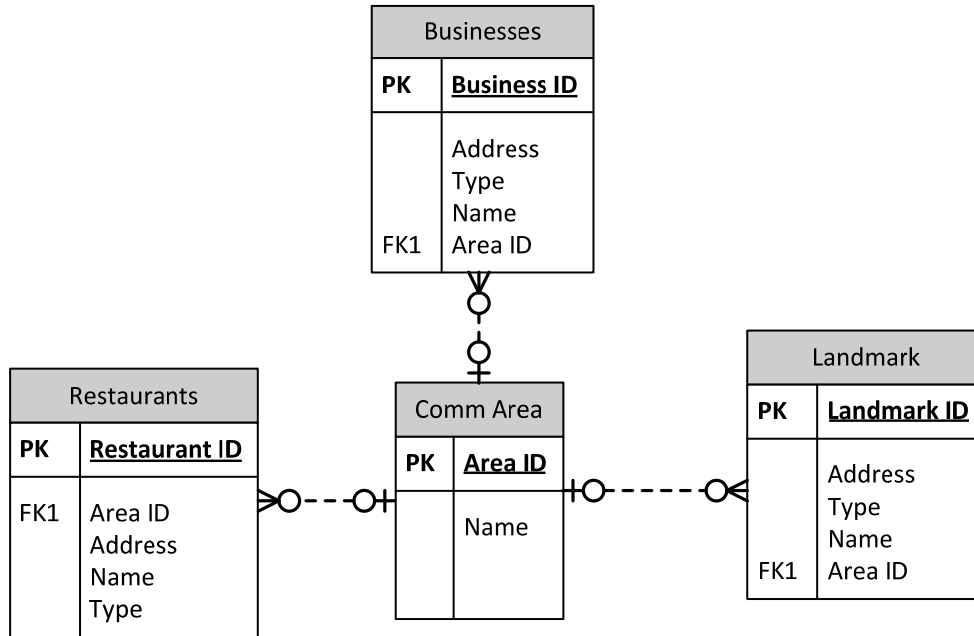 Businesses
PK Business ID
Address
Type
Name
FK1 Area ID
Restaurants
PK Restaurant ID
FK1 Area ID
Address
Name
Type
Comm Area
PK Area ID
Name
Landmark
PK Landmark ID
Address
Type
Name
FK1 Area ID